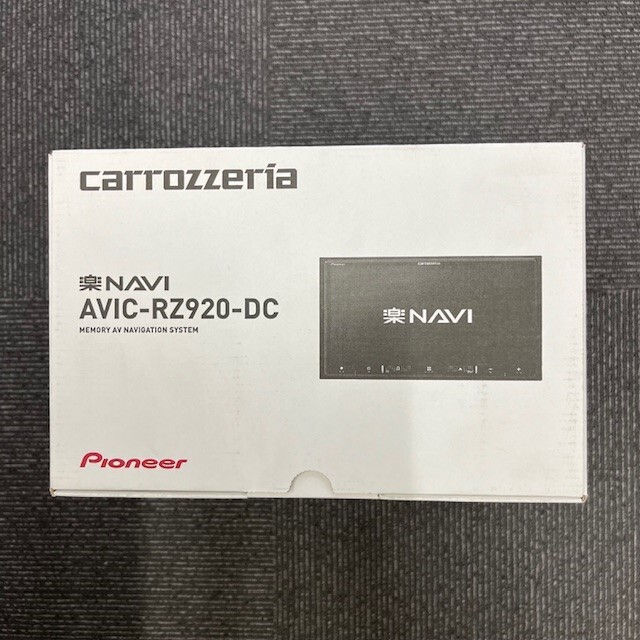 carrozzeria
楽NAVI
AVIC-RZ920-DC
MEMORY AV NAVIGATION SYSTEM
Pioneer
carrozzeria
楽NAVI
Pioneer